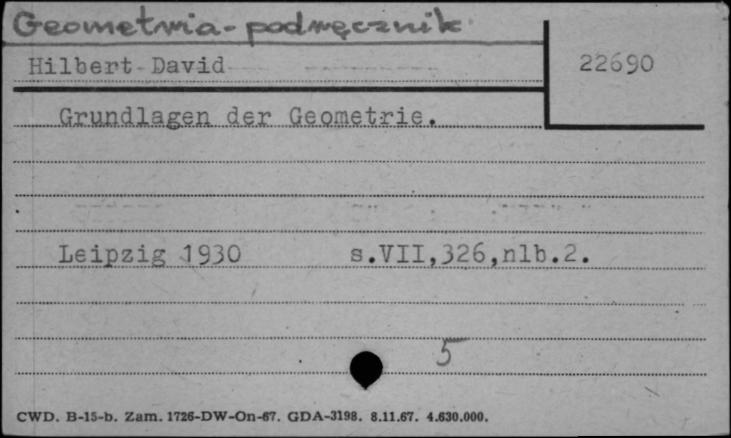 Geometria - podręcznik
Hilbert David
22690
Grundlagen der Geometrie.
Leipzig 1930 s.VII,326,nlb.2.
5
CWD. B-15-b. Zam. 1726-DW-On-67. GDA-3198. 8.11.67. 4.630.000.